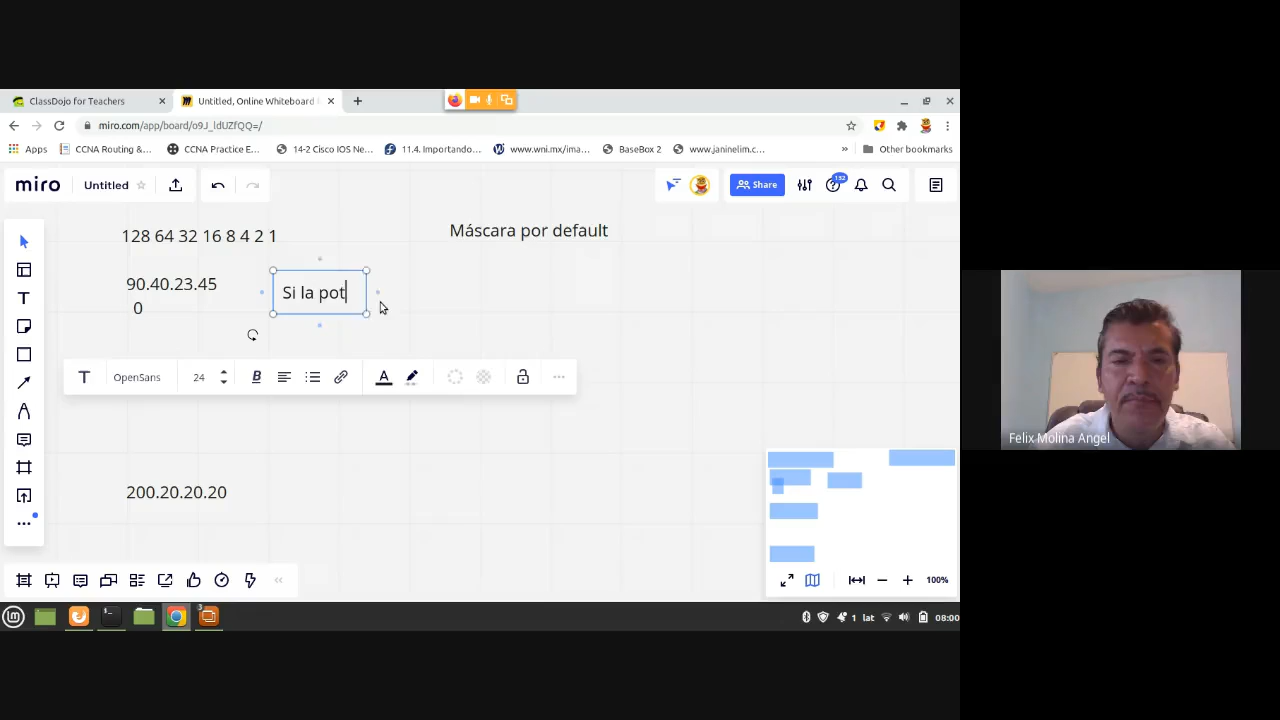 ClassDojo for Teachers
Untitled, Online Whiteboard
miro.com/app/board/o9J_ldUZfQQ=/
Apps
CCNA Routing &...
CCNA Practice E...
14-2 Cisco IOS Ne...
11.4. Importando...
www.wni.mx/ima...
BaseBox 2
www.janinelim.c...
»
Other bookmarks
miro
Untitled
Share
132
128 64 32 16 8 4 2 1
Máscara por default
90.40.23.45
0
Si la pot
T
OpenSans
24
B
A
200.20.20.20
100%
Felix Molina Angel
3
1
lat
08:00